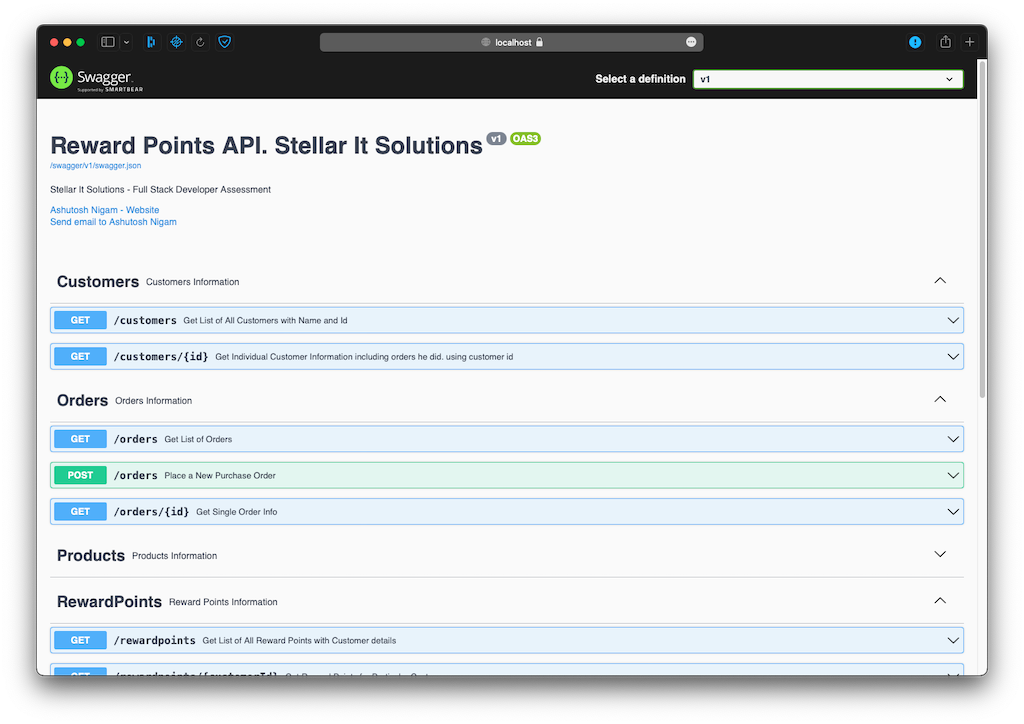 localhost
Swagger.
Supported by SMARTBEAR
Select a definition
v1
Reward Points API. Stellar It Solutions v1 OAS3
/swagger/v1/swagger.json
Stellar It Solutions - Full Stack Developer Assessment
Ashutosh Nigam - Website
Send email to Ashutosh Nigam
Customers Customers Information
GET /customers Get List of All Customers with Name and Id
GET /customers/{id} Get Individual Customer Information including orders he did. using customer id
Orders Orders Information
GET /orders Get List of Orders
POST /orders Place a New Purchase Order
GET /orders/{id} Get Single Order Info
Products Products Information
RewardPoints Reward Points Information
GET /rewardpoints Get List of All Reward Points with Customer details
GET /rewardpoints/{customerId}